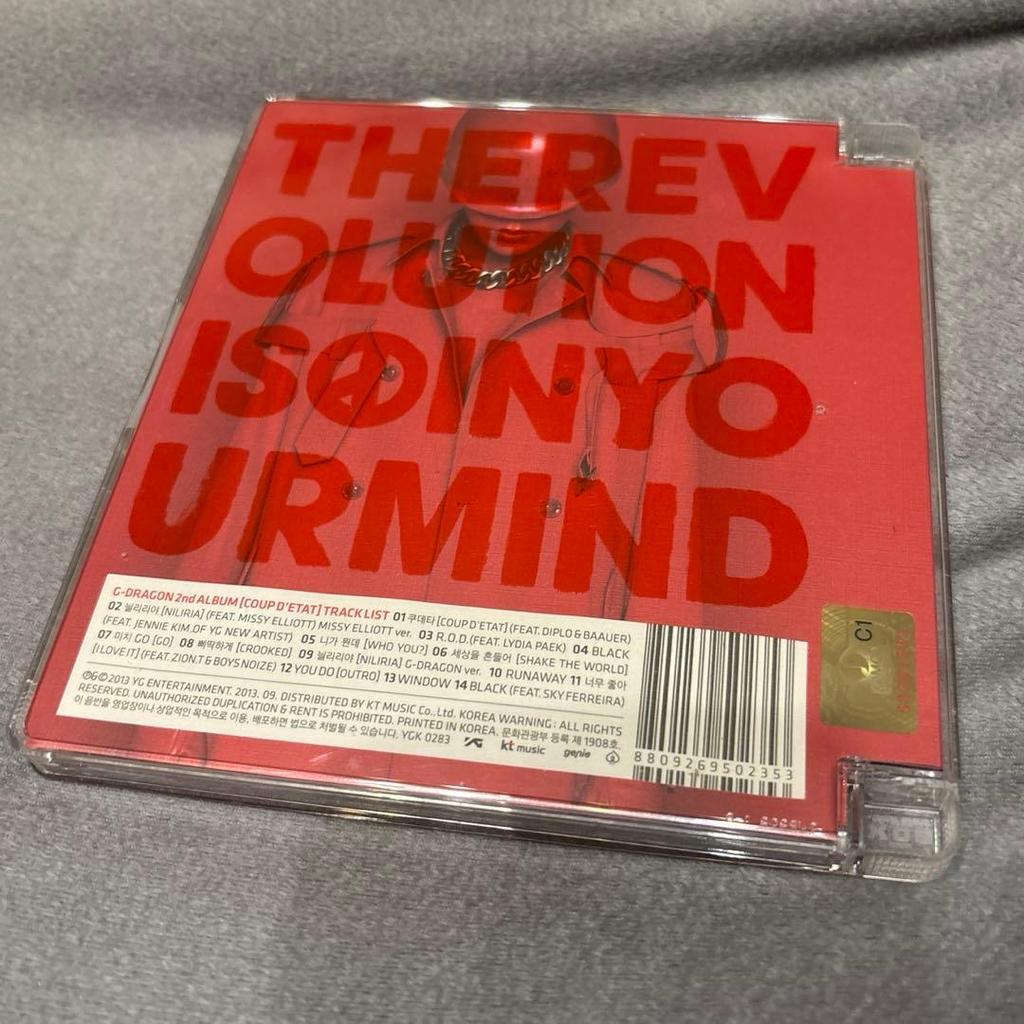 THEREV
OLUTION
IS INYO
URMIND
G-DRAGON 2nd ALBUM [COUP D'ETAT] TRACK LIST 01 쿠데타 [COUP D'ETAT] (FEAT. DIPLO & BAAUER)
02 늴리리야 [NILIRIA] (FEAT. MISSY ELLIOTT) MISSY ELLIOTT ver. 03 R.O.D. (FEAT. LYDIA PAEK) 04 BLACK
(FEAT. JENNIE KIM.OF YG NEW ARTIST) 05 니가 뭔데 [WHO YOU?] 06 세상을 흔들어 [SHAKE THE WORLD]
07 미치 GO [GO] 08 삐딱하게 [CROOKED] 09 늴리리야 [NILIRIA] G-DRAGON ver. 10 RUNAWAY 11 너무 좋아
[I LOVE IT] (FEAT. ZION.T & BOYS NOIZE) 12 YOU DO [OUTRO] 13 WINDOW 14 BLACK (FEAT. SKY FERREIRA)
ⓅⒼ© 2013 YG ENTERTAINMENT. 2013. 09. DISTRIBUTED BY KT MUSIC Co.,Ltd. KOREA WARNING : ALL RIGHTS
RESERVED. UNAUTHORIZED DUPLICATION & RENT IS PROHIBITED. PRINTED IN KOREA. 문화관광부 등록 제 1908호.
이 음반을 영업장이나 상업적인 목적으로 이용, 배포하면 법으로 처벌될 수 있습니다. YGK 0283
YG kt music genie
8809269502353
C1